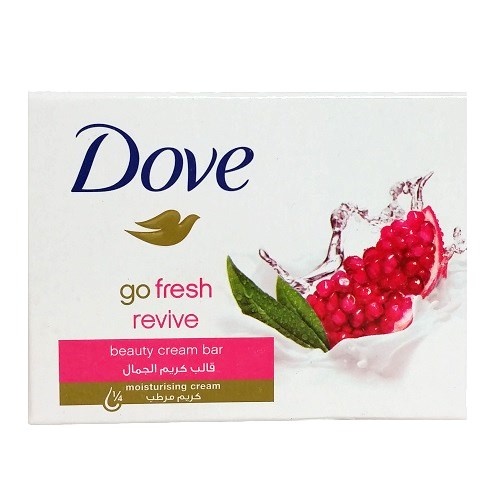 Dove
go fresh
revive
beauty cream bar
قالب كريم الجمال
¼
moisturising cream
كريم مرطب